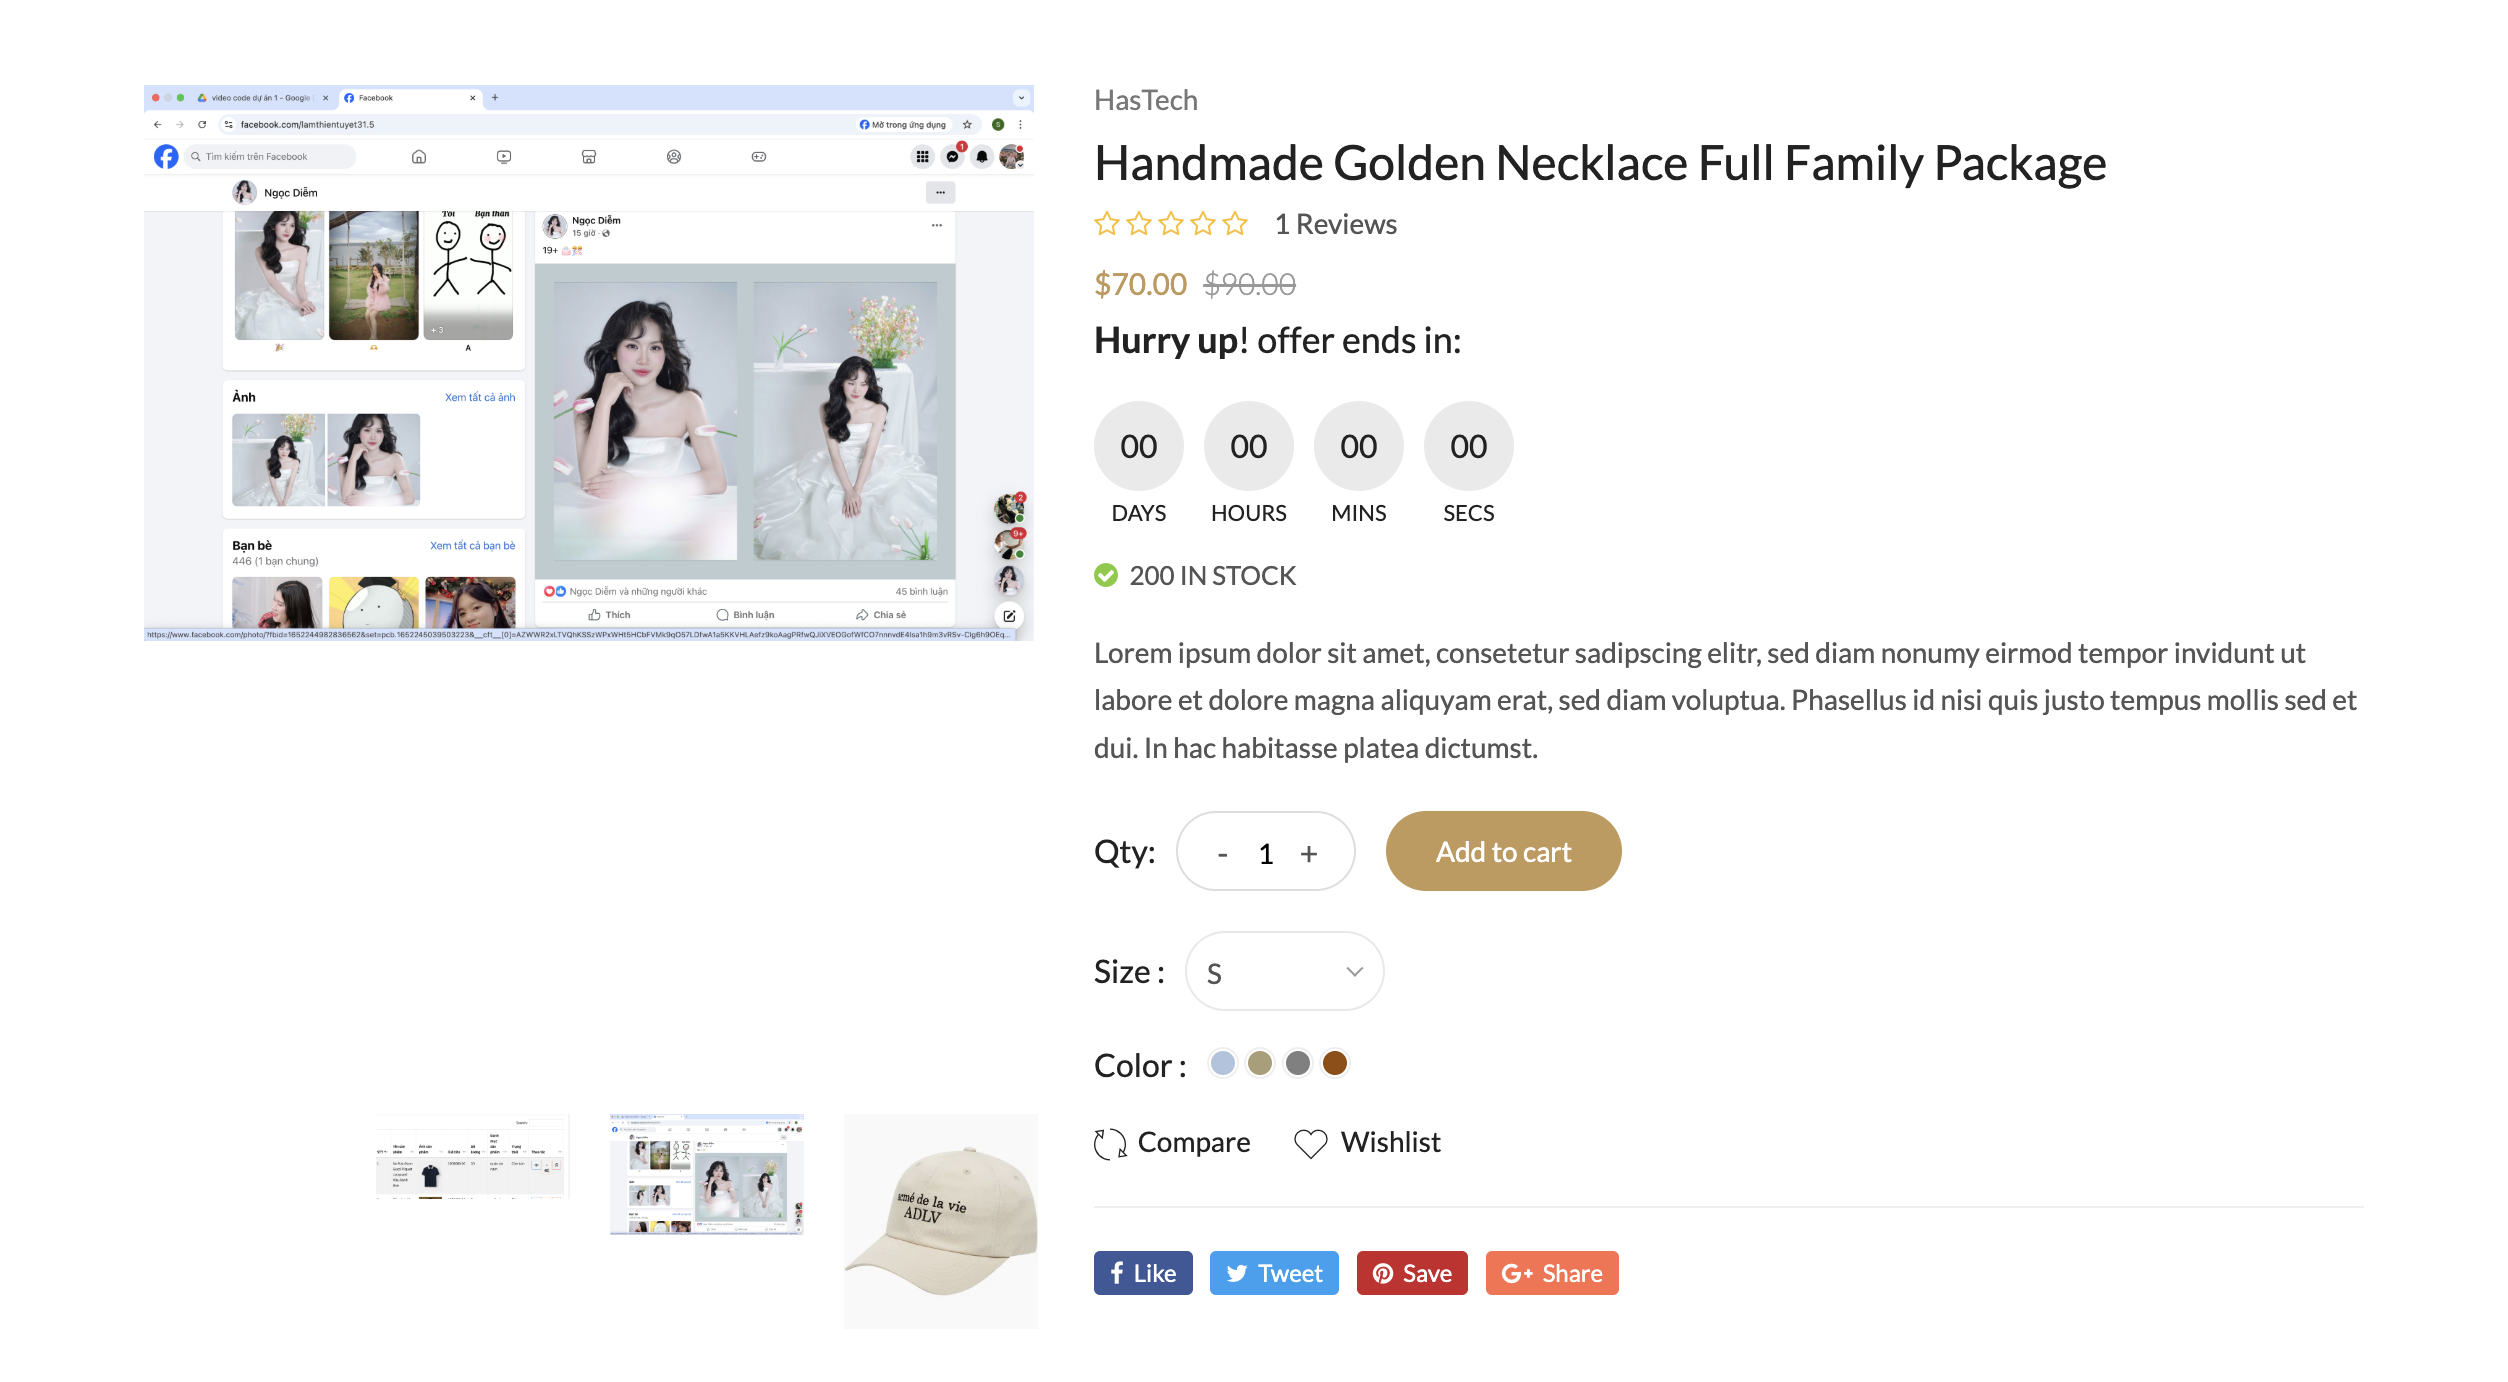 video code dự án 1 - Google
Facebook
facebook.com/lamthientuyet31.5
Mở trong ứng dụng
Tìm kiếm trên Facebook
1
Ngọc Diễm
Tôi
Bạn thân
+3
A
Ngọc Diễm
15 giờ
19+
Ảnh
Xem tất cả ảnh
Bạn bè
Xem tất cả bạn bè
446 (1 bạn chung)
2
9+
Ngọc Diễm và những người khác
45 bình luận
Thích
Bình luận
Chia sẻ
HasTech
Handmade Golden Necklace Full Family Package
1 Reviews
$70.00 $90.00
Hurry up! offer ends in:
00 00 00 00
DAYS HOURS MINS SECS
200 IN STOCK
Lorem ipsum dolor sit amet, consetetur sadipscing elitr, sed diam nonumy eirmod tempor invidunt ut
labore et dolore magna aliquyam erat, sed diam voluptua. Phasellus id nisi quis justo tempus mollis sed et
dui. In hac habitasse platea dictumst.
Qty: - 1 + Add to cart
Size : S
Color :
Compare Wishlist
armé de la vie
ADLV
Like Tweet Save G+ Share